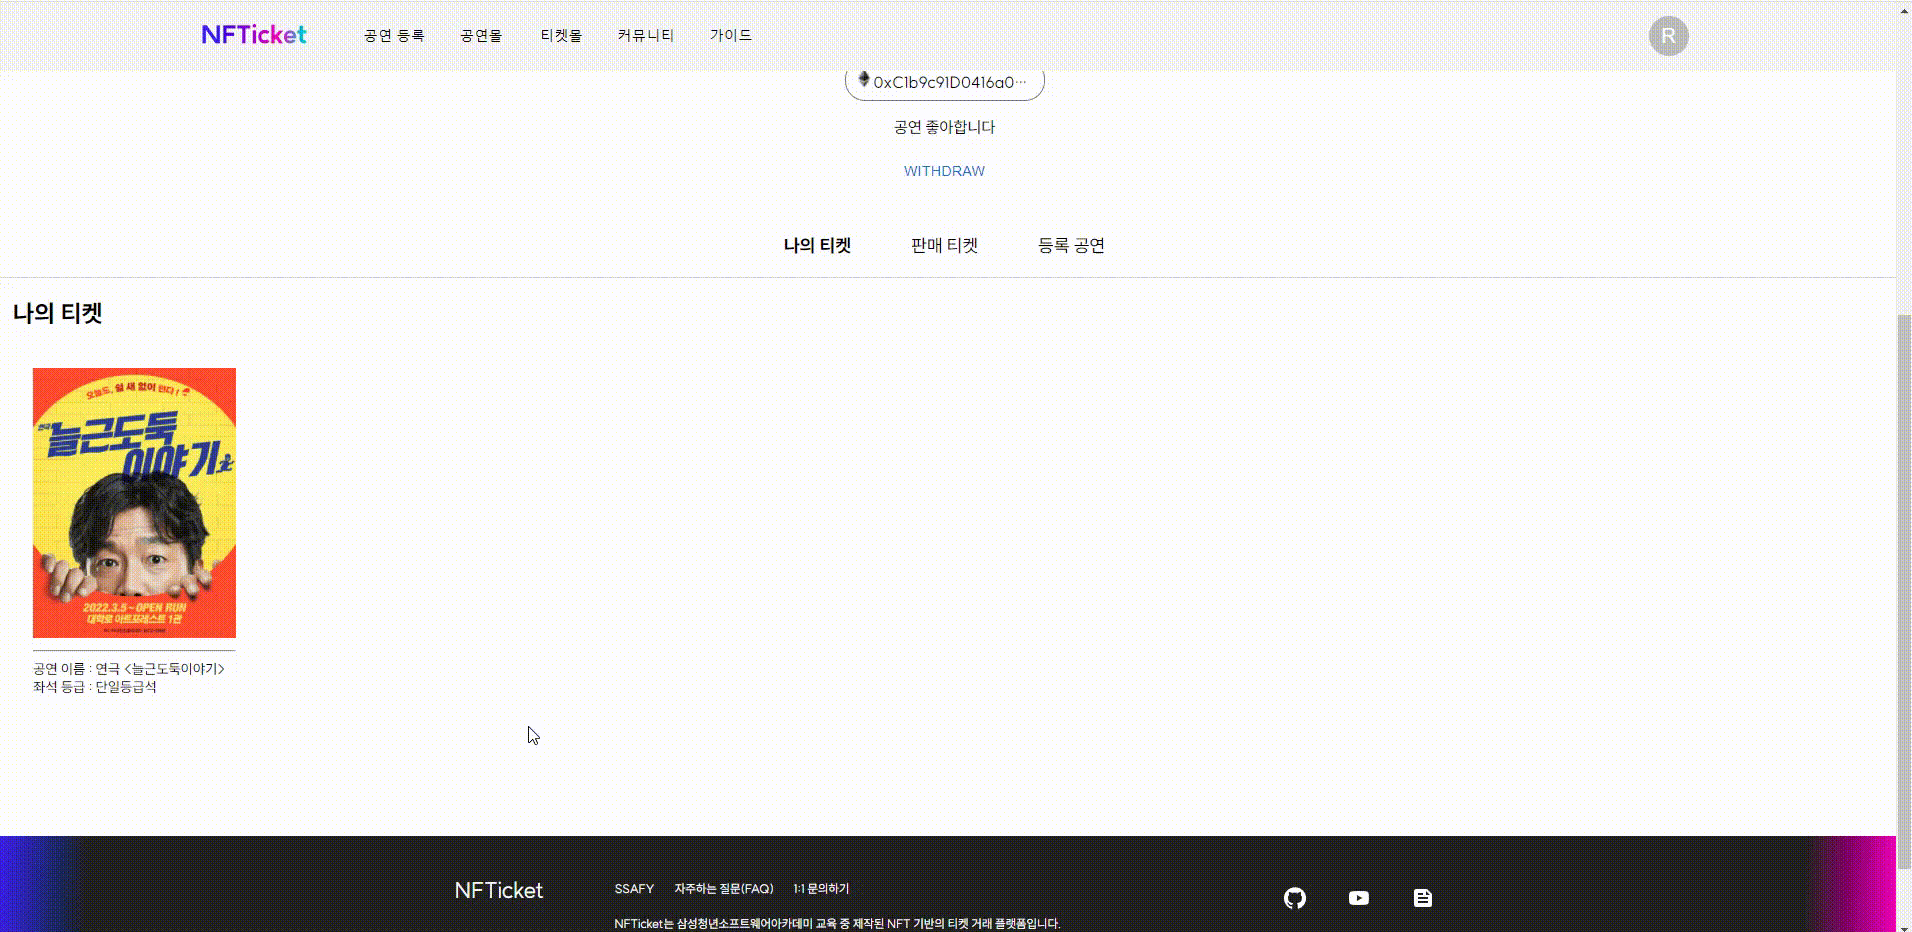 NFTicket 공연 등록 공연몰 티켓몰 커뮤니티 가이드 R
0xC1b9c91D0416a0···
공연 좋아합니다
WITHDRAW
나의 티켓 판매 티켓 등록 공연
나의 티켓
오늘도, 쉴 새 없이 턴다!
연극
늘근도둑
이야기
2022.3.5~OPEN RUN
대학로 아트포레스트 1관
공연 이름 : 연극 <늘근도둑이야기>
좌석 등급 : 단일등급석
NFTicket SSAFY 자주하는 질문(FAQ) 1:1 문의하기
NFTicket는 삼성청년소프트웨어아카데미 교육 중 제작된 NFT 기반의 티켓 거래 플랫폼입니다.